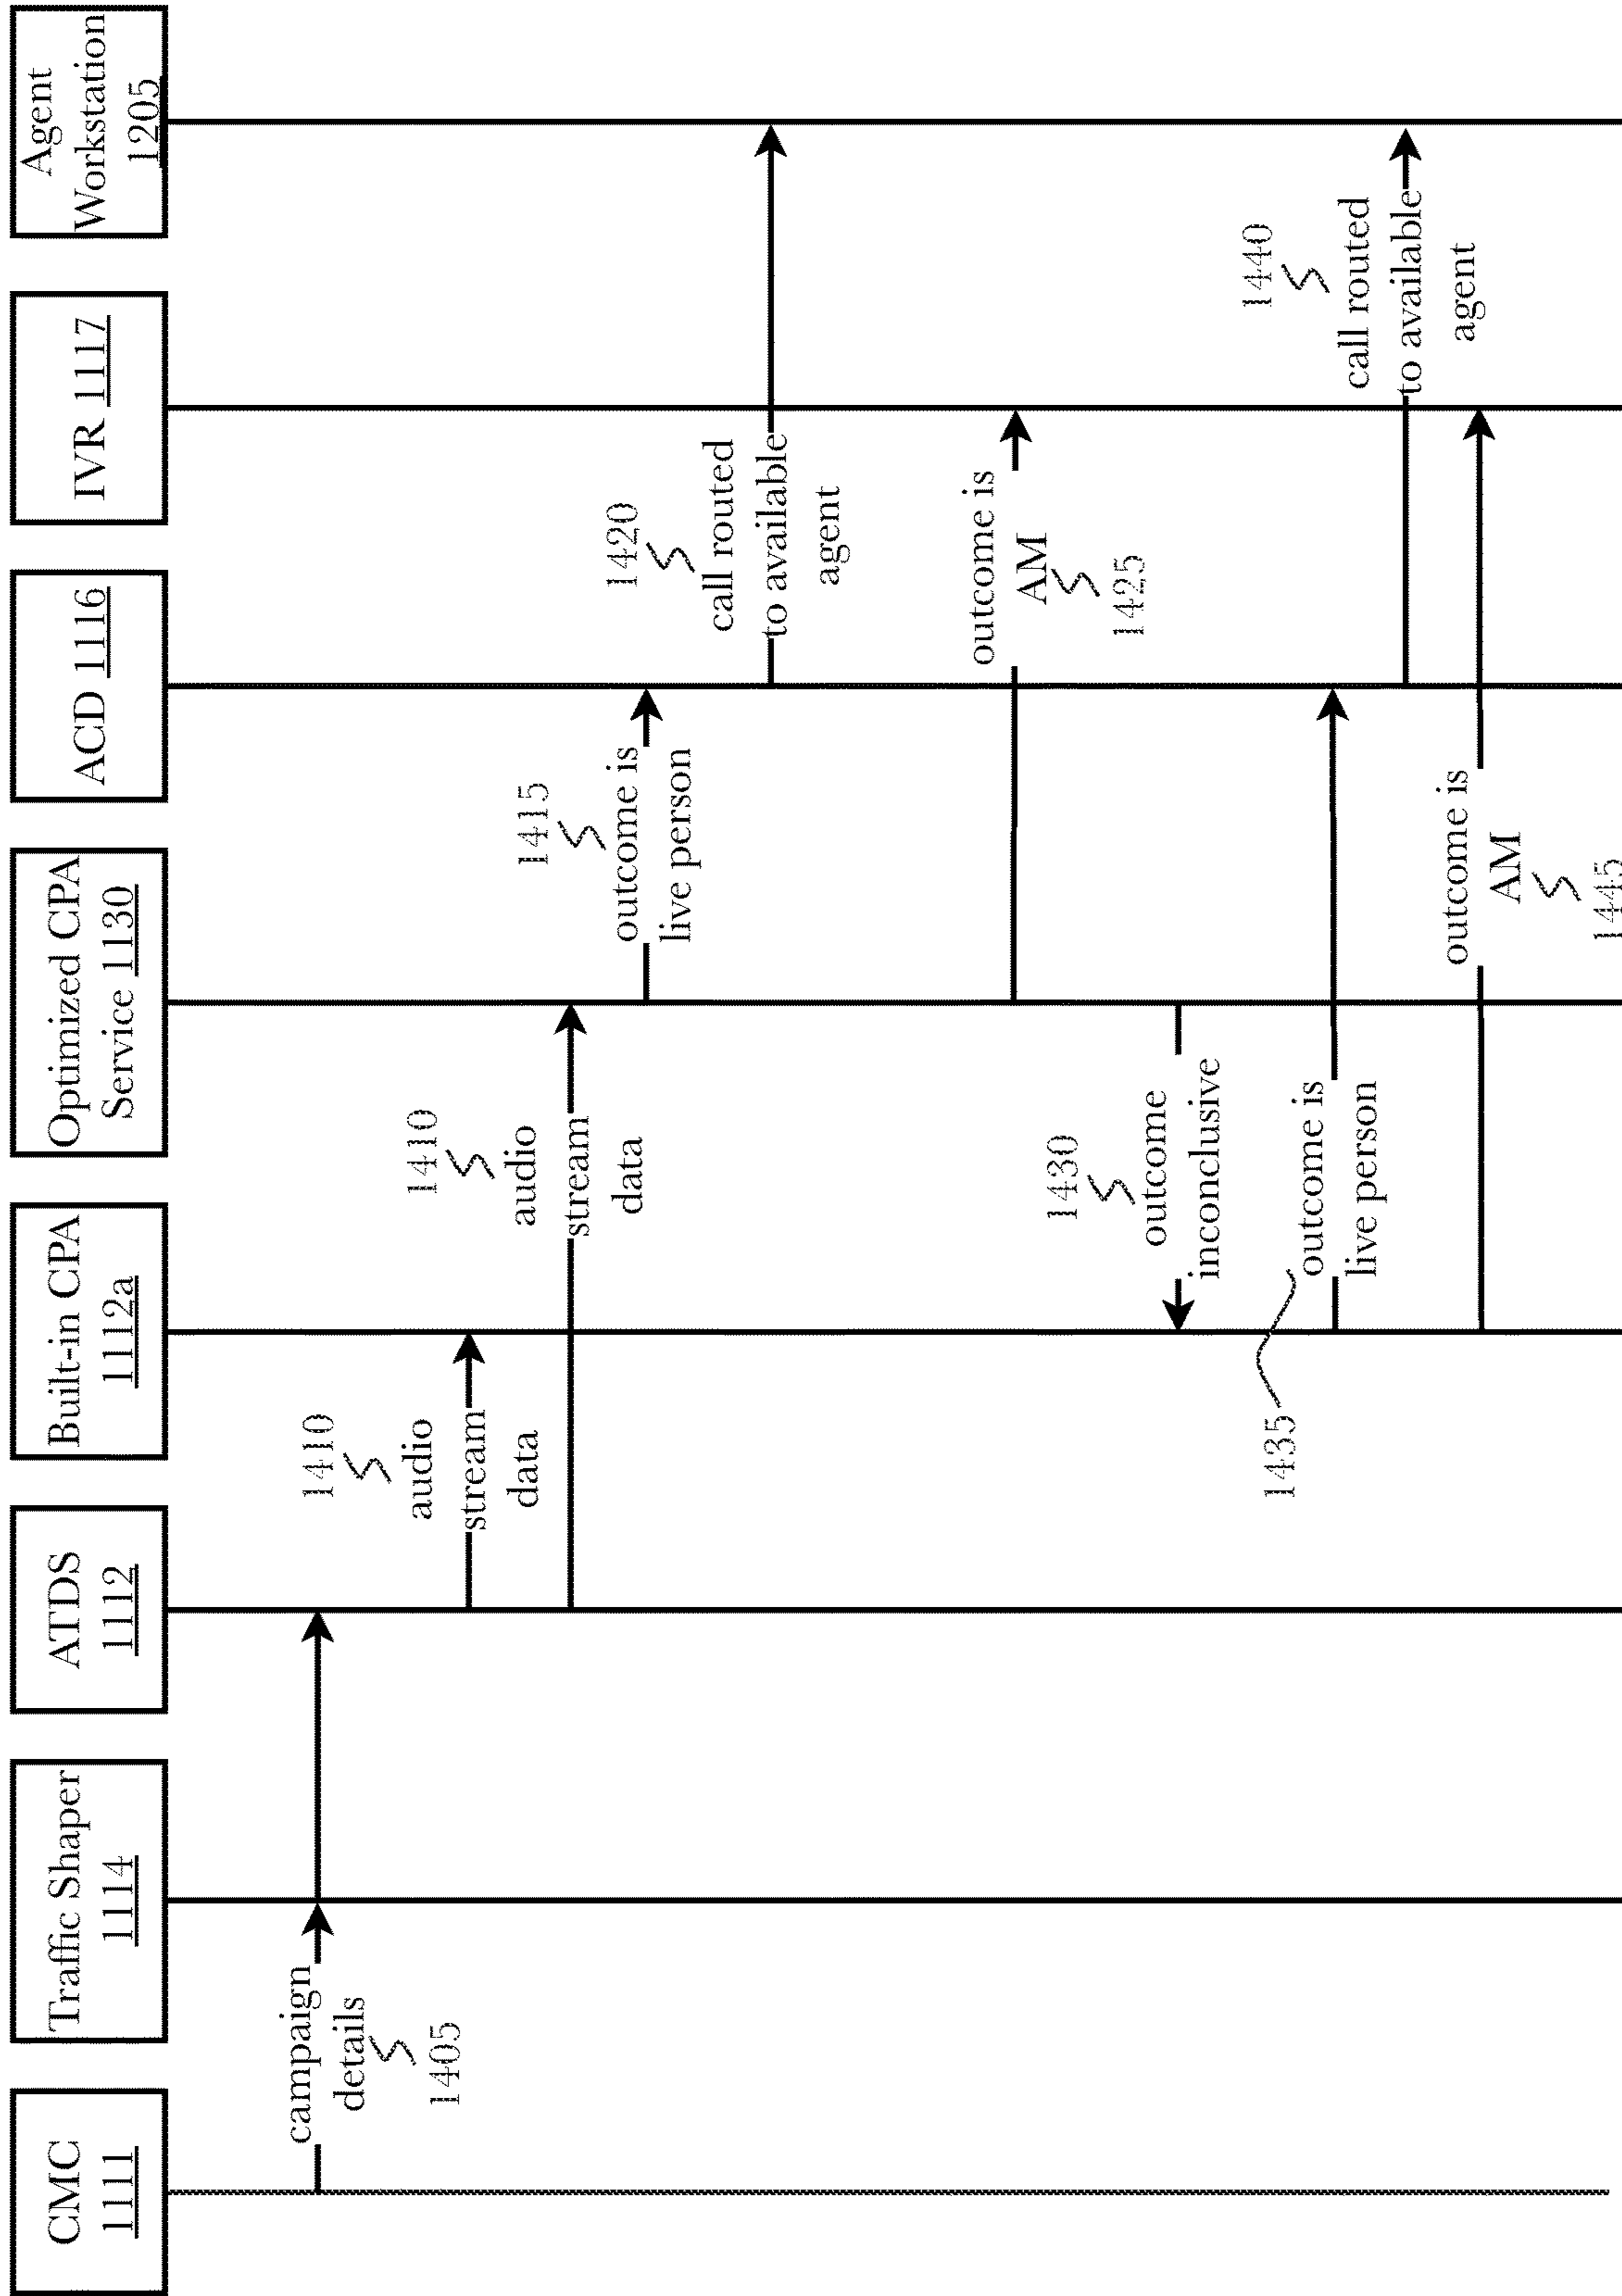 CMC
1111
Traffic Shaper
1114
ATDS
1112
Built-in CPA
1112a
Optimized CPA
Service 1130
ACD 1116
IVR 1117
Agent
Workstation
1205
campaign
details
1405
1410
audio
stream
data
1410
audio
stream
data
1415
outcome is
live person
1420
call routed
to available
agent
outcome is
AM
1425
1430
outcome
inconclusive
1435
outcome is
live person
1440
call routed
to available
agent
outcome is
AM
1445